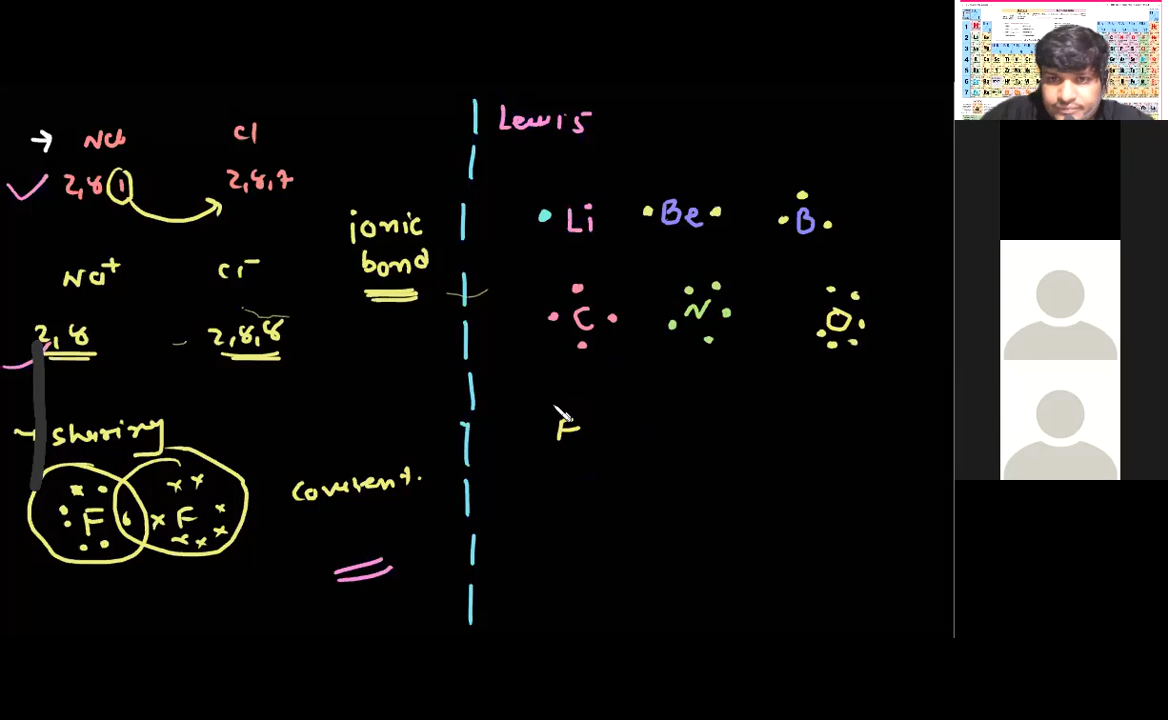 → Na Cl
2,8 1 2,8,7
ionic
bond
Na+ Cl-
2,8 - 2,8,8
sharing
F F
Covelent.
Lewis
Li Be B
C N O
F